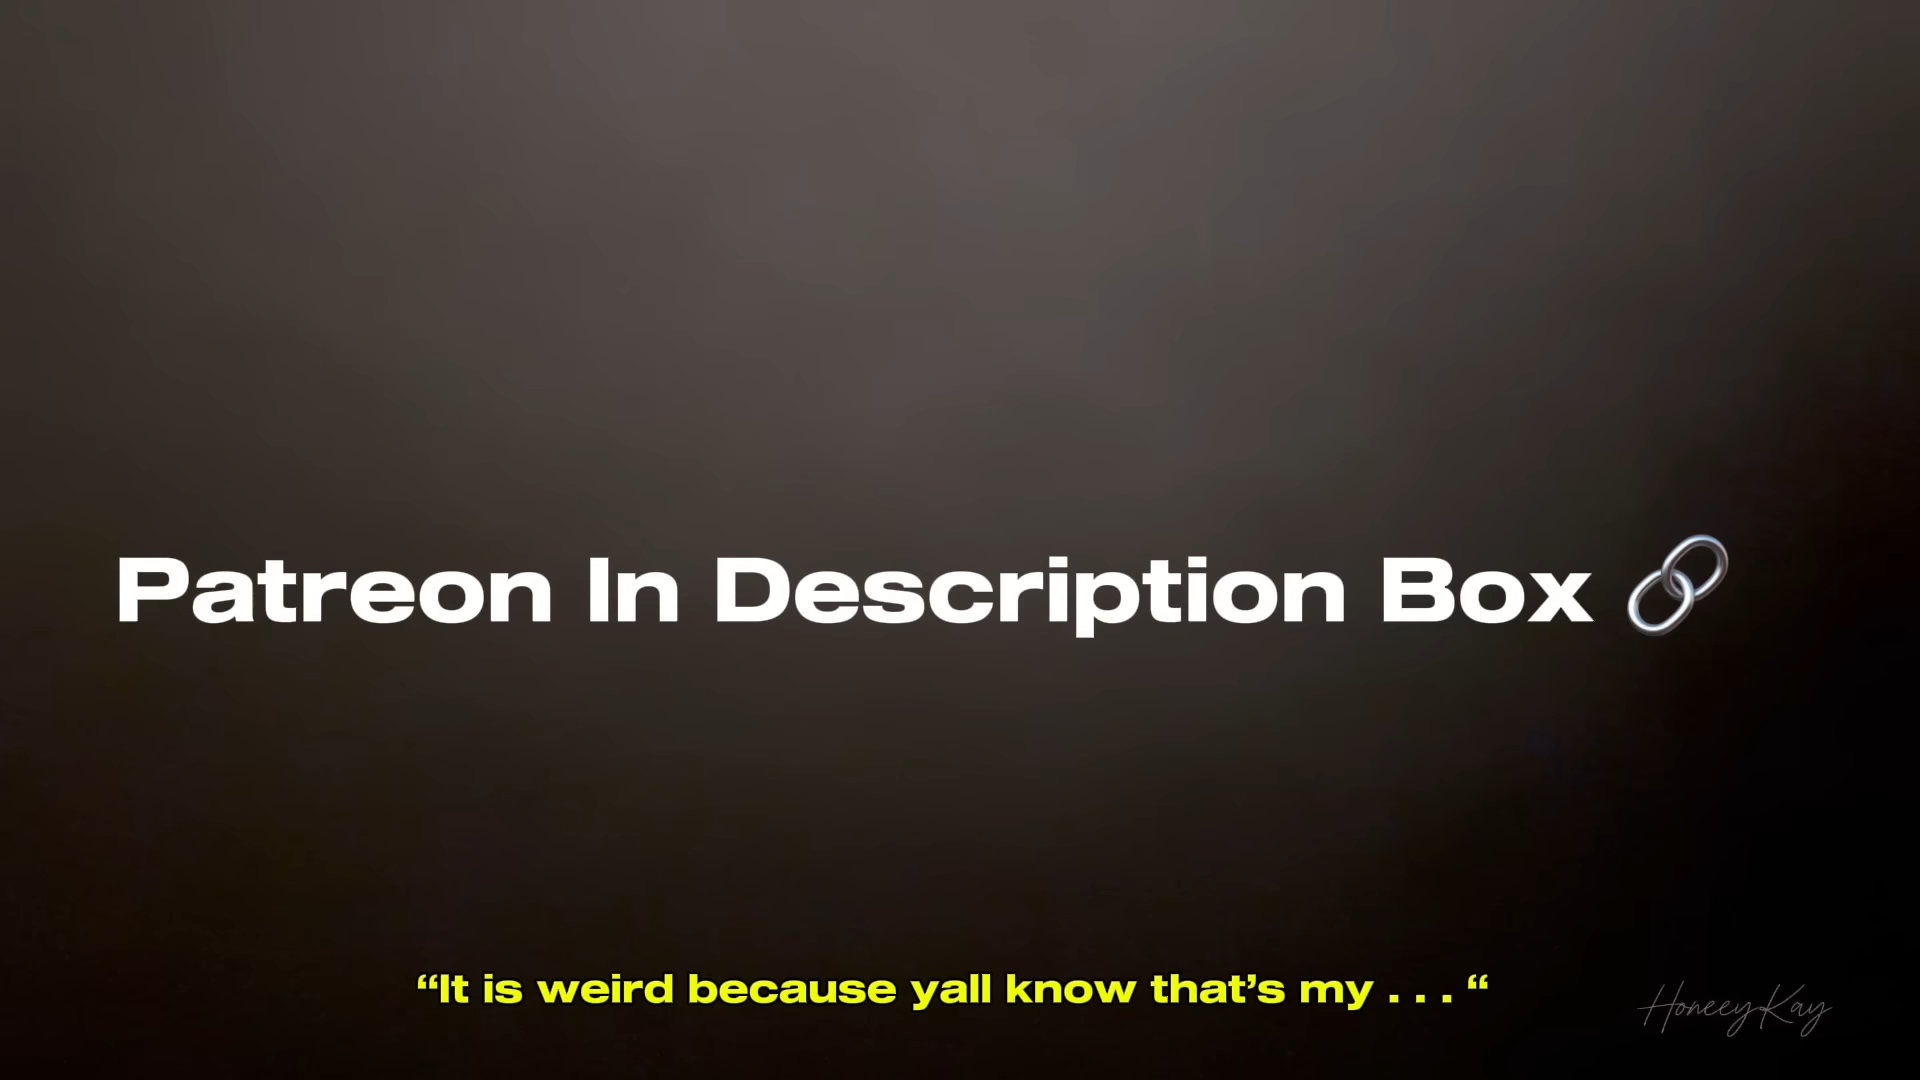 Patreon In Description Box 🔗
“It is weird because yall know that’s my . . . “
HoneeyKay